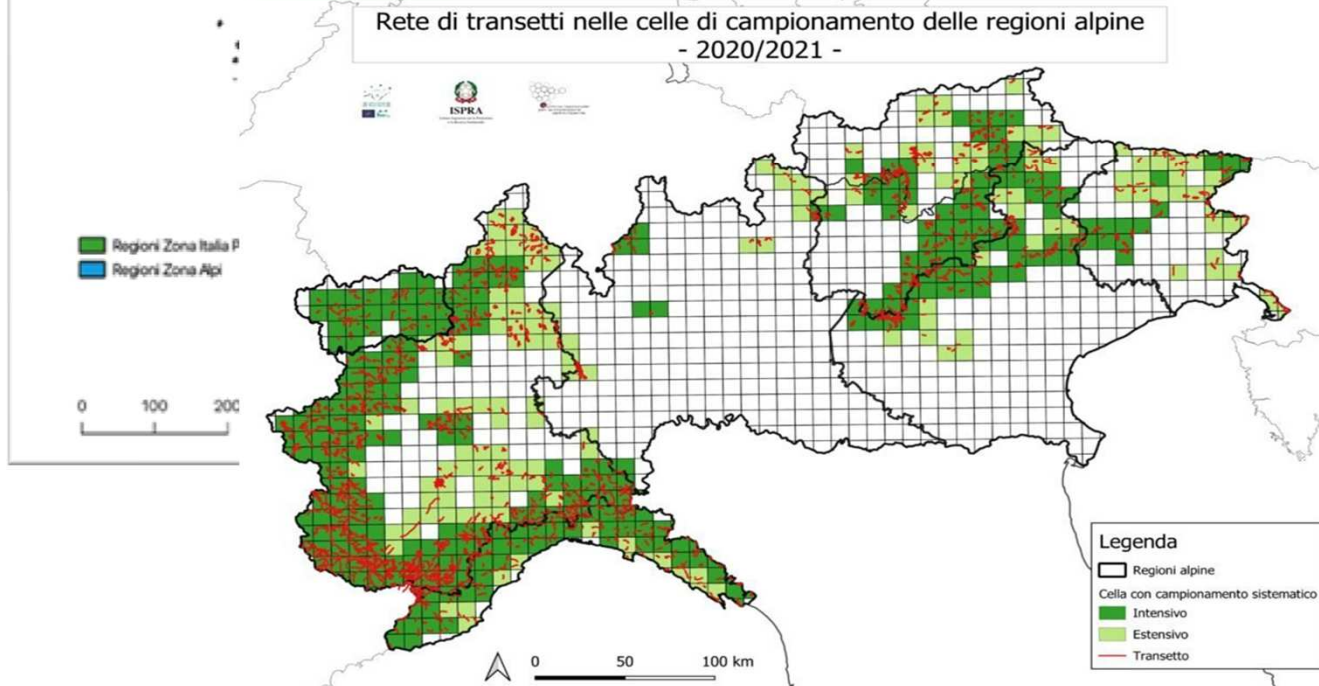 Rete di transetti nelle celle di campionamento delle regioni alpine
- 2020/2021 -
ISPRA
Regioni Zona Italia P
Regioni Zona Alpi
0 100 200
Legenda
Regioni alpine
Cella con campionamento sistematico
Intensivo
Estensivo
Transetto
0 50 100 km